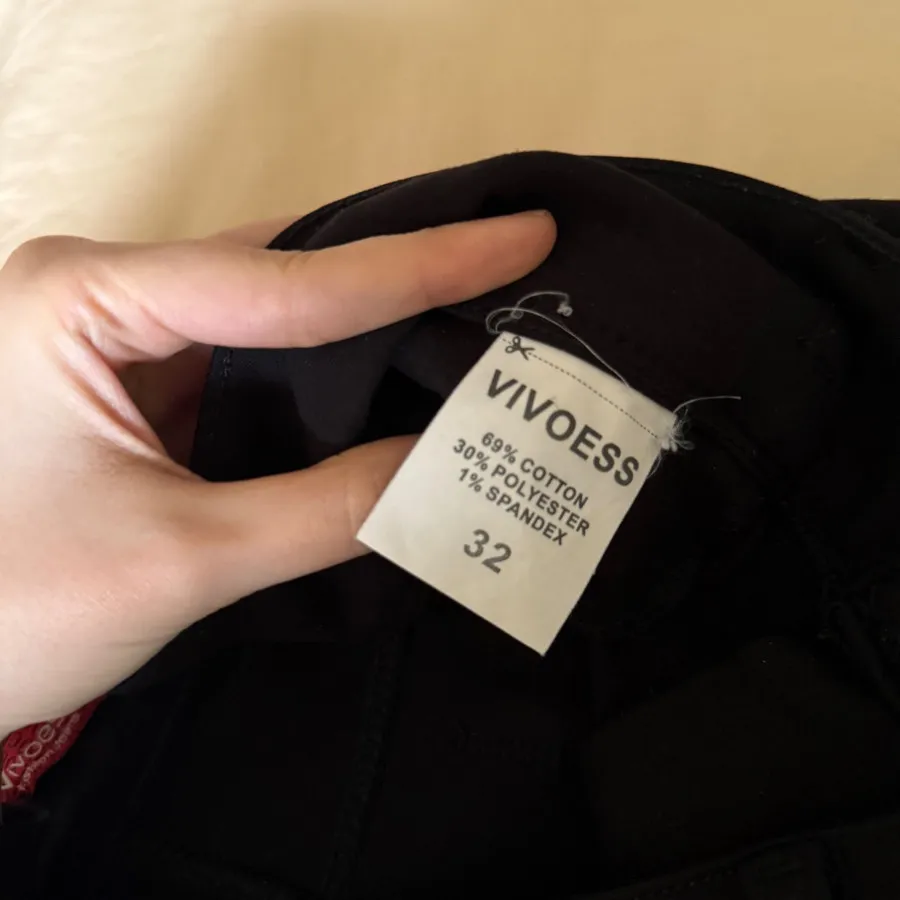 VIVOESS
69% COTTON
30% POLYESTER
1% SPANDEX
32